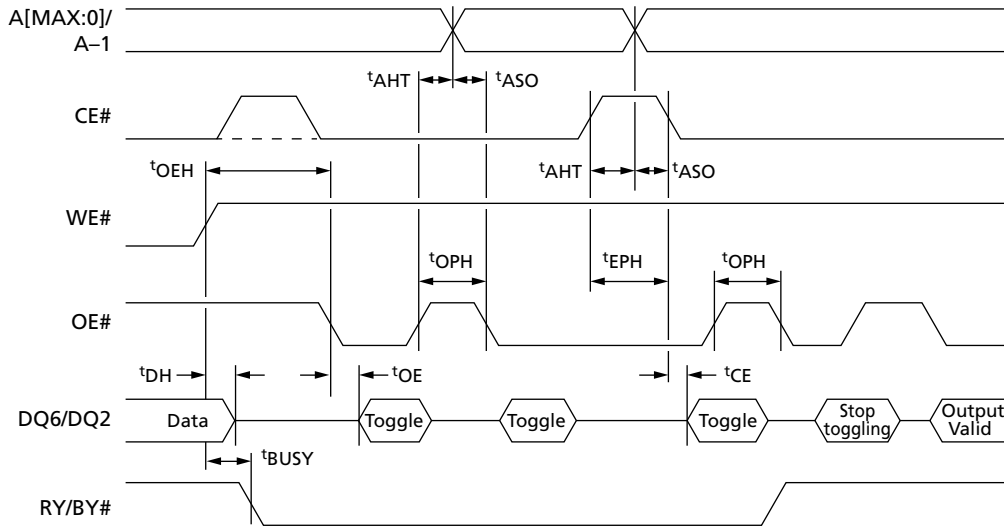 A[MAX:0]/
A–1
tAHT
tASO
CE#
tOEH
tAHT
tASO
WE#
tOPH
tEPH
tOPH
OE#
tDH
tOE
tCE
DQ6/DQ2
Data
Toggle
Toggle
Toggle
Stop
toggling
Output
Valid
tBUSY
RY/BY#